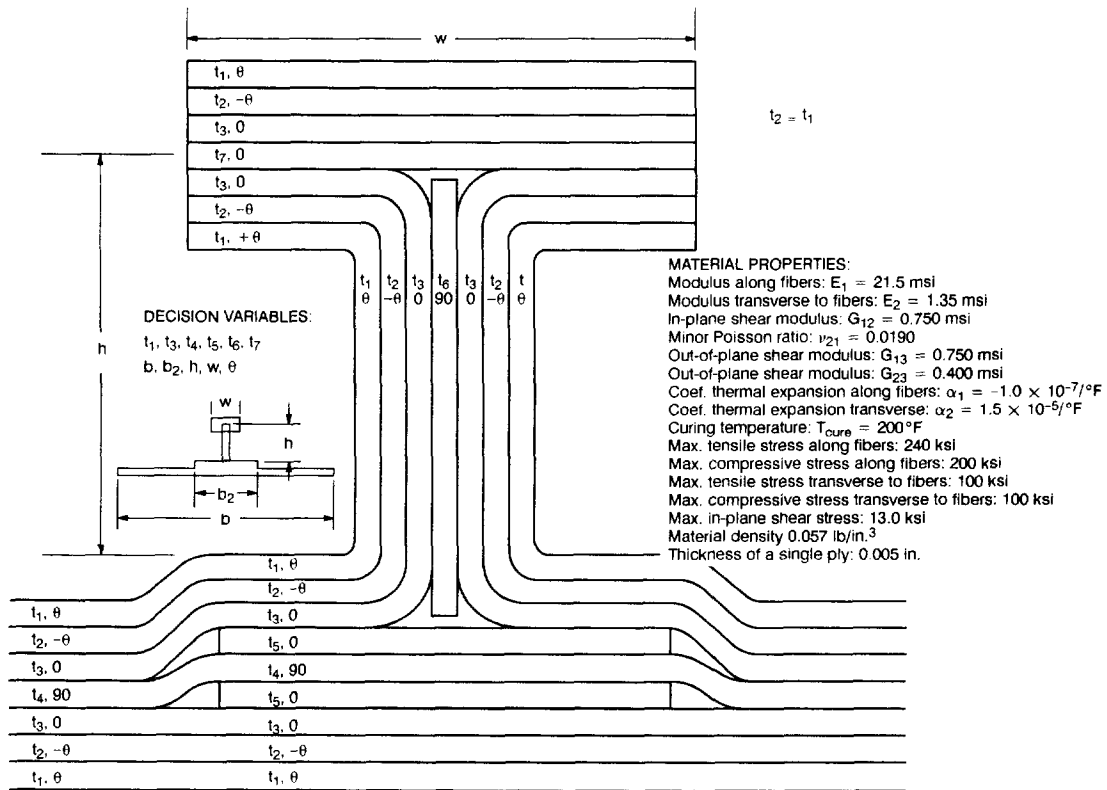 w
t₁, θ
t₂, -θ
t₃, 0
t₇, 0
t₃, 0
t₂, -θ
t₁, +θ
t₂ = t₁
h
t₁ t₂ t₃ t₆ t₃ t₂ t
θ -θ 0 90 0 -θ θ
DECISION VARIABLES:
t₁, t₃, t₄, t₅, t₆, t₇
b, b₂, h, w, θ
w
h
b₂
b
MATERIAL PROPERTIES:
Modulus along fibers: E₁ = 21.5 msi
Modulus transverse to fibers: E₂ = 1.35 msi
In-plane shear modulus: G₁₂ = 0.750 msi
Minor Poisson ratio: ν₂₁ = 0.0190
Out-of-plane shear modulus: G₁₃ = 0.750 msi
Out-of-plane shear modulus: G₂₃ = 0.400 msi
Coef. thermal expansion along fibers: α₁ = -1.0 × 10⁻⁷/°F
Coef. thermal expansion transverse: α₂ = 1.5 × 10⁻⁵/°F
Curing temperature: T_cure = 200°F
Max. tensile stress along fibers: 240 ksi
Max. compressive stress along fibers: 200 ksi
Max. tensile stress transverse to fibers: 100 ksi
Max. compressive stress transverse to fibers: 100 ksi
Max. in-plane shear stress: 13.0 ksi
Material density 0.057 lb/in.³
Thickness of a single ply: 0.005 in.
t₁, θ
t₂, -θ
t₃, 0
t₅, 0
t₄, 90
t₅, 0
t₃, 0
t₂, -θ
t₁, θ
t₁, θ
t₂, -θ
t₃, 0
t₄, 90
t₃, 0
t₂, -θ
t₁, θ